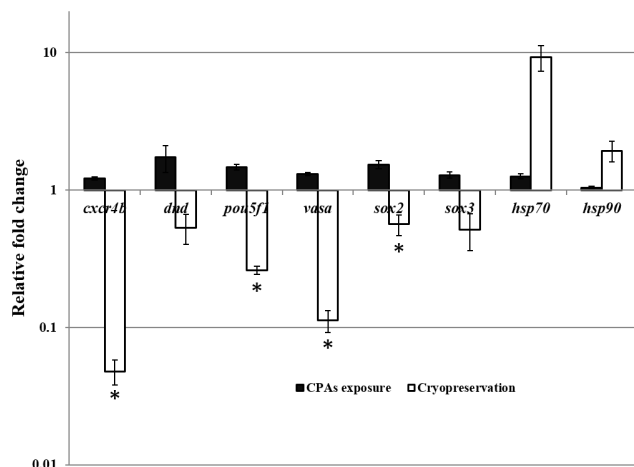 10
1
cxcr4b dnd pou5f1 vasa sox2 sox3 hsp70 hsp90
Relative fold change
*
*
*
*
0.1
CPAs exposure Cryopreservation
0.01